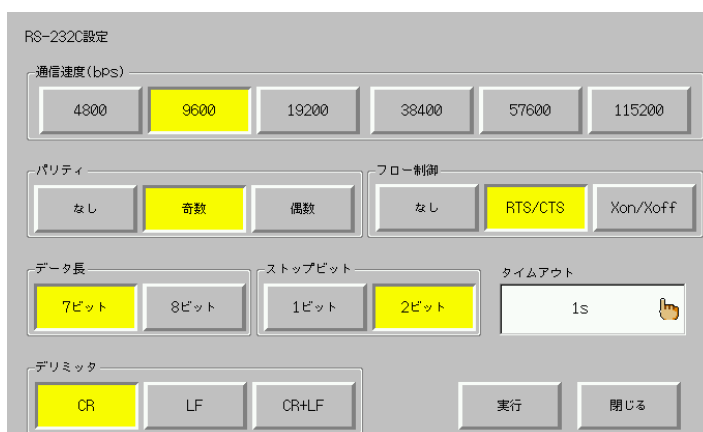 RS-232C設定
通信速度(bps)
4800 9600 19200 38400 57600 115200
パリティ フロー制御
なし 奇数 偶数 なし RTS/CTS Xon/Xoff
データ長 ストップビット タイムアウト
7ビット 8ビット 1ビット 2ビット 1s
デリミッタ
CR LF CR+LF 実行 閉じる